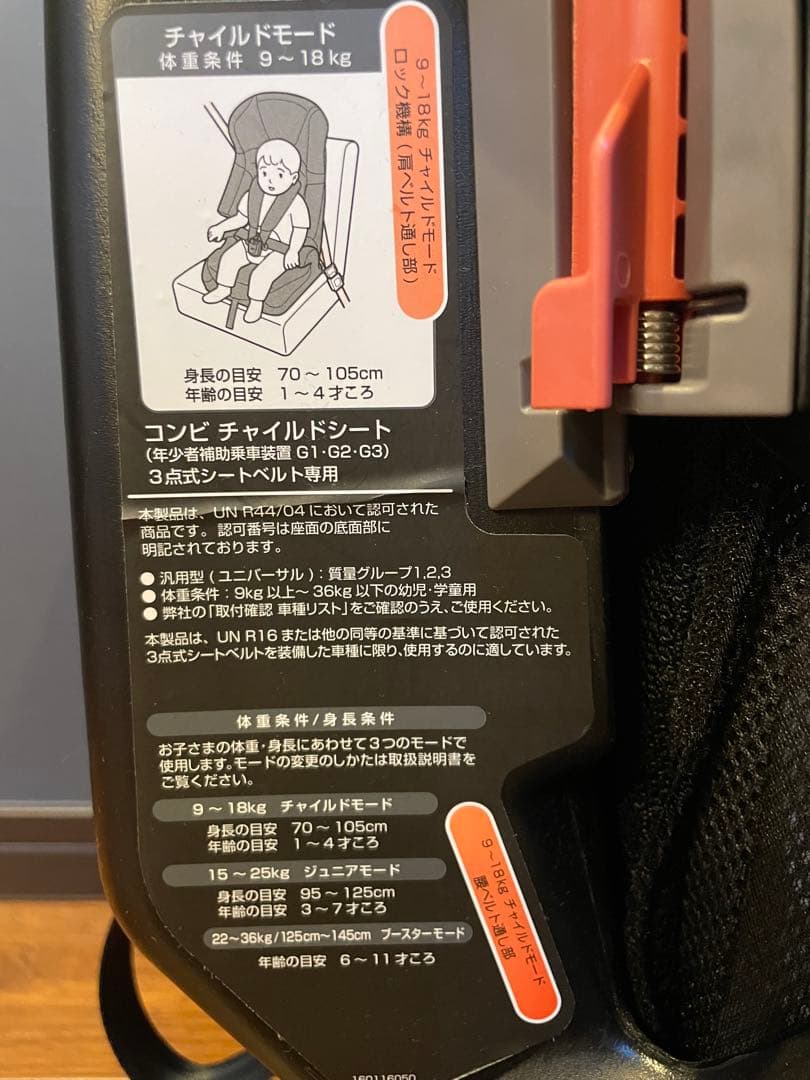 チャイルドモード
体重条件 9～18kg
9～18kg チャイルドモード
ロック機構(肩ベルト通し部)
身長の目安 70～105cm
年齢の目安 1～4才ころ
コンビ チャイルドシート
(年少者補助乗車装置 G1・G2・G3)
3点式シートベルト専用
本製品は、UN R44/04 において認可された
商品です。認可番号は座面の底面部に
明記されております。
● 汎用型 (ユニバーサル) : 質量グループ1,2,3
● 体重条件 : 9kg 以上～ 36kg 以下の幼児・学童用
● 弊社の「取付確認 車種リスト」をご確認のうえ、ご使用ください。
本製品は、UN R16 または他の同等の基準に基づいて認可された
3点式シートベルトを装備した車種に限り、使用するのに適しています。
体重条件/身長条件
お子さまの体重・身長にあわせて3つのモードで
使用します。モードの変更のしかたは取扱説明書を
ご覧ください。
9～18kg チャイルドモード
身長の目安 70～105cm
年齢の目安 1～4才ころ
15～25kg ジュニアモード
身長の目安 95～125cm
年齢の目安 3～7才ころ
22～36kg/125cm～145cm ブースターモード
年齢の目安 6～11才ころ
9～18kg チャイルドモード
腰ベルト通し部
160116050